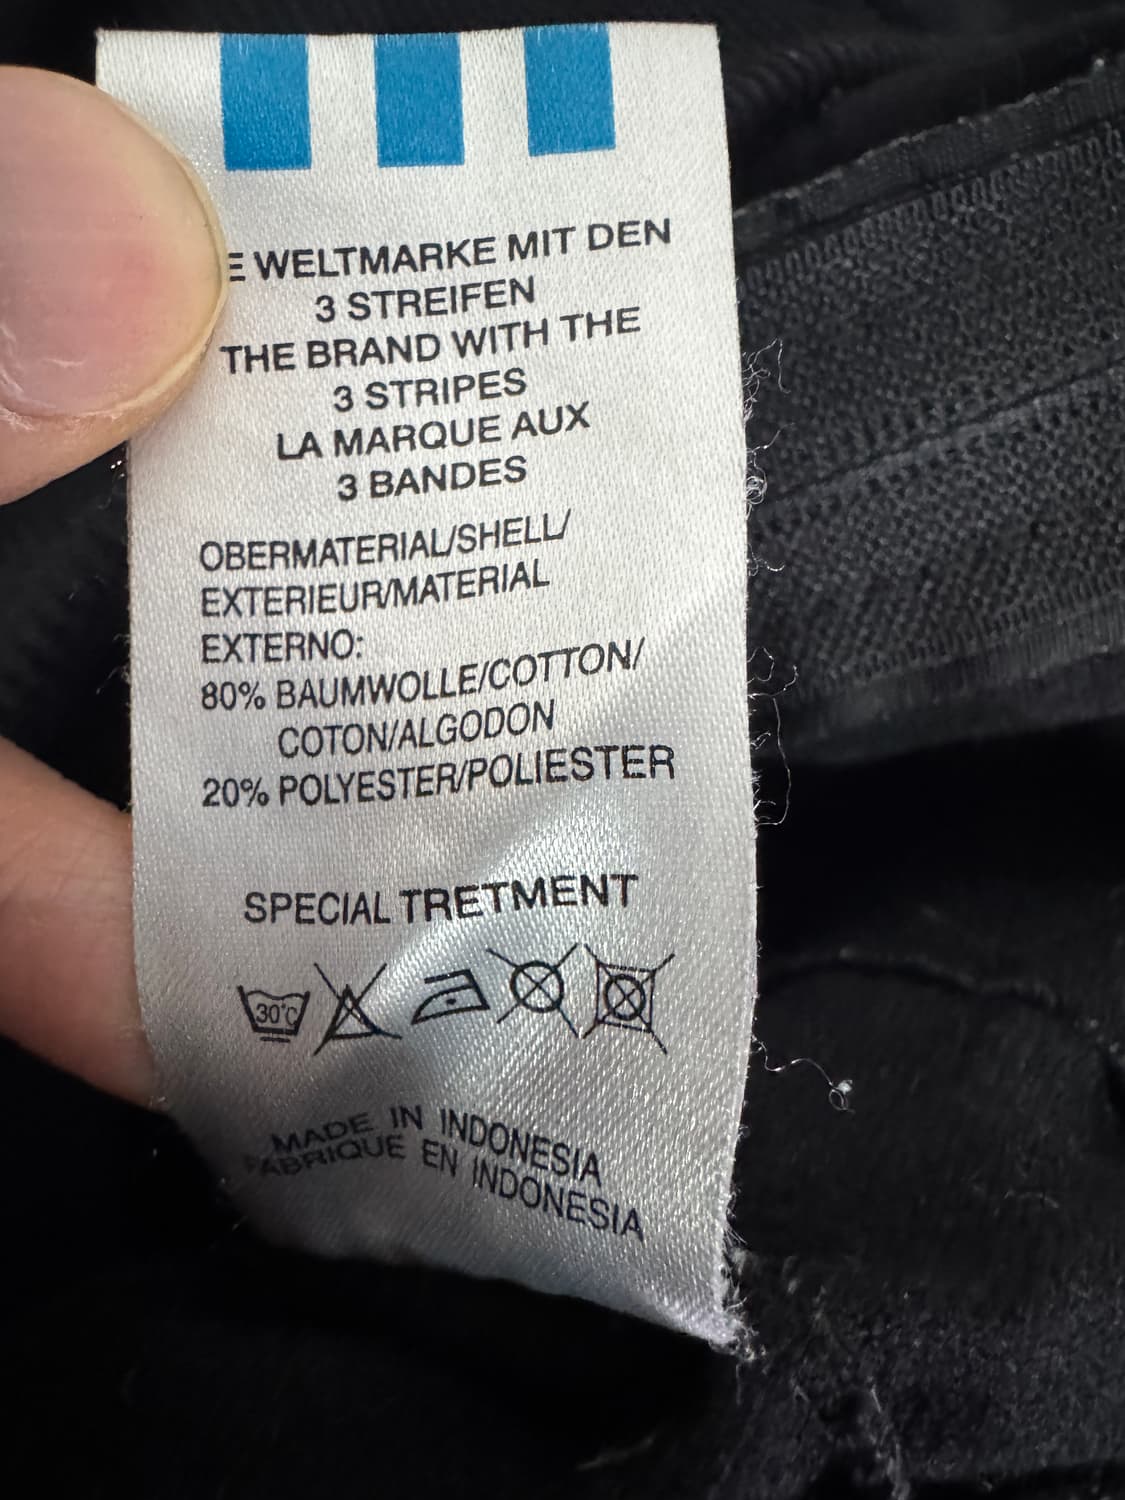 WELTMARKE MIT DEN
3 STREIFEN
THE BRAND WITH THE
3 STRIPES
LA MARQUE AUX
3 BANDES
OBERMATERIAL/SHELL/
EXTERIEUR/MATERIAL
EXTERNO:
80% BAUMWOLLE/COTTON/
COTON/ALGODON
20% POLYESTER/POLIESTER
SPECIAL TRETMENT
30°C
MADE IN INDONESIA
FABRIQUE EN INDONESIA